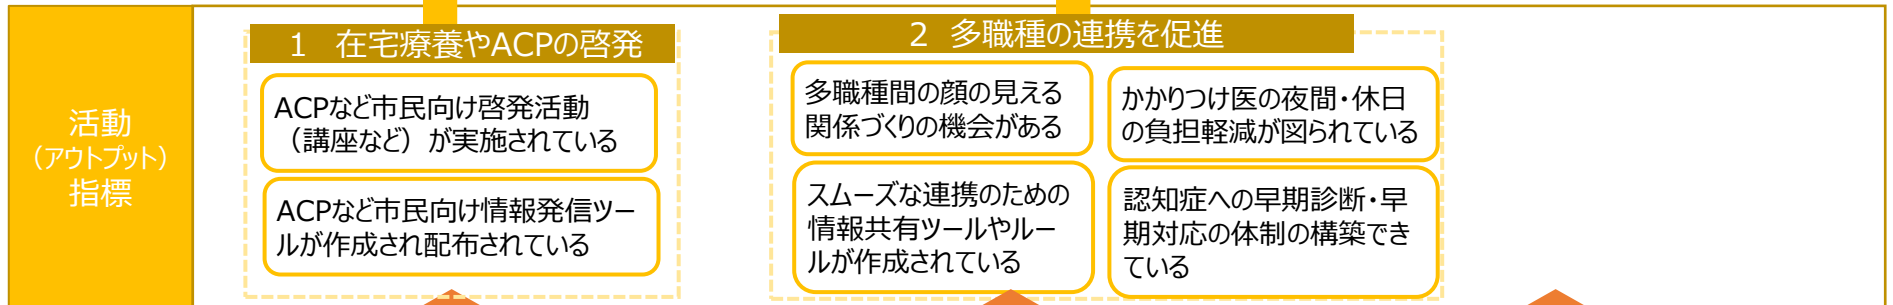 活動
（アウトプット）
指標
1　在宅療養やACPの啓発
ACPなど市民向け啓発活動
（講座など）が実施されている
ACPなど市民向け情報発信ツー
ルが作成され配布されている
2　多職種の連携を促進
多職種間の顔の見える
関係づくりの機会がある
スムーズな連携のための
情報共有ツールやルー
ルが作成されている
かかりつけ医の夜間・休日
の負担軽減が図られている
認知症への早期診断・早
期対応の体制の構築でき
ている